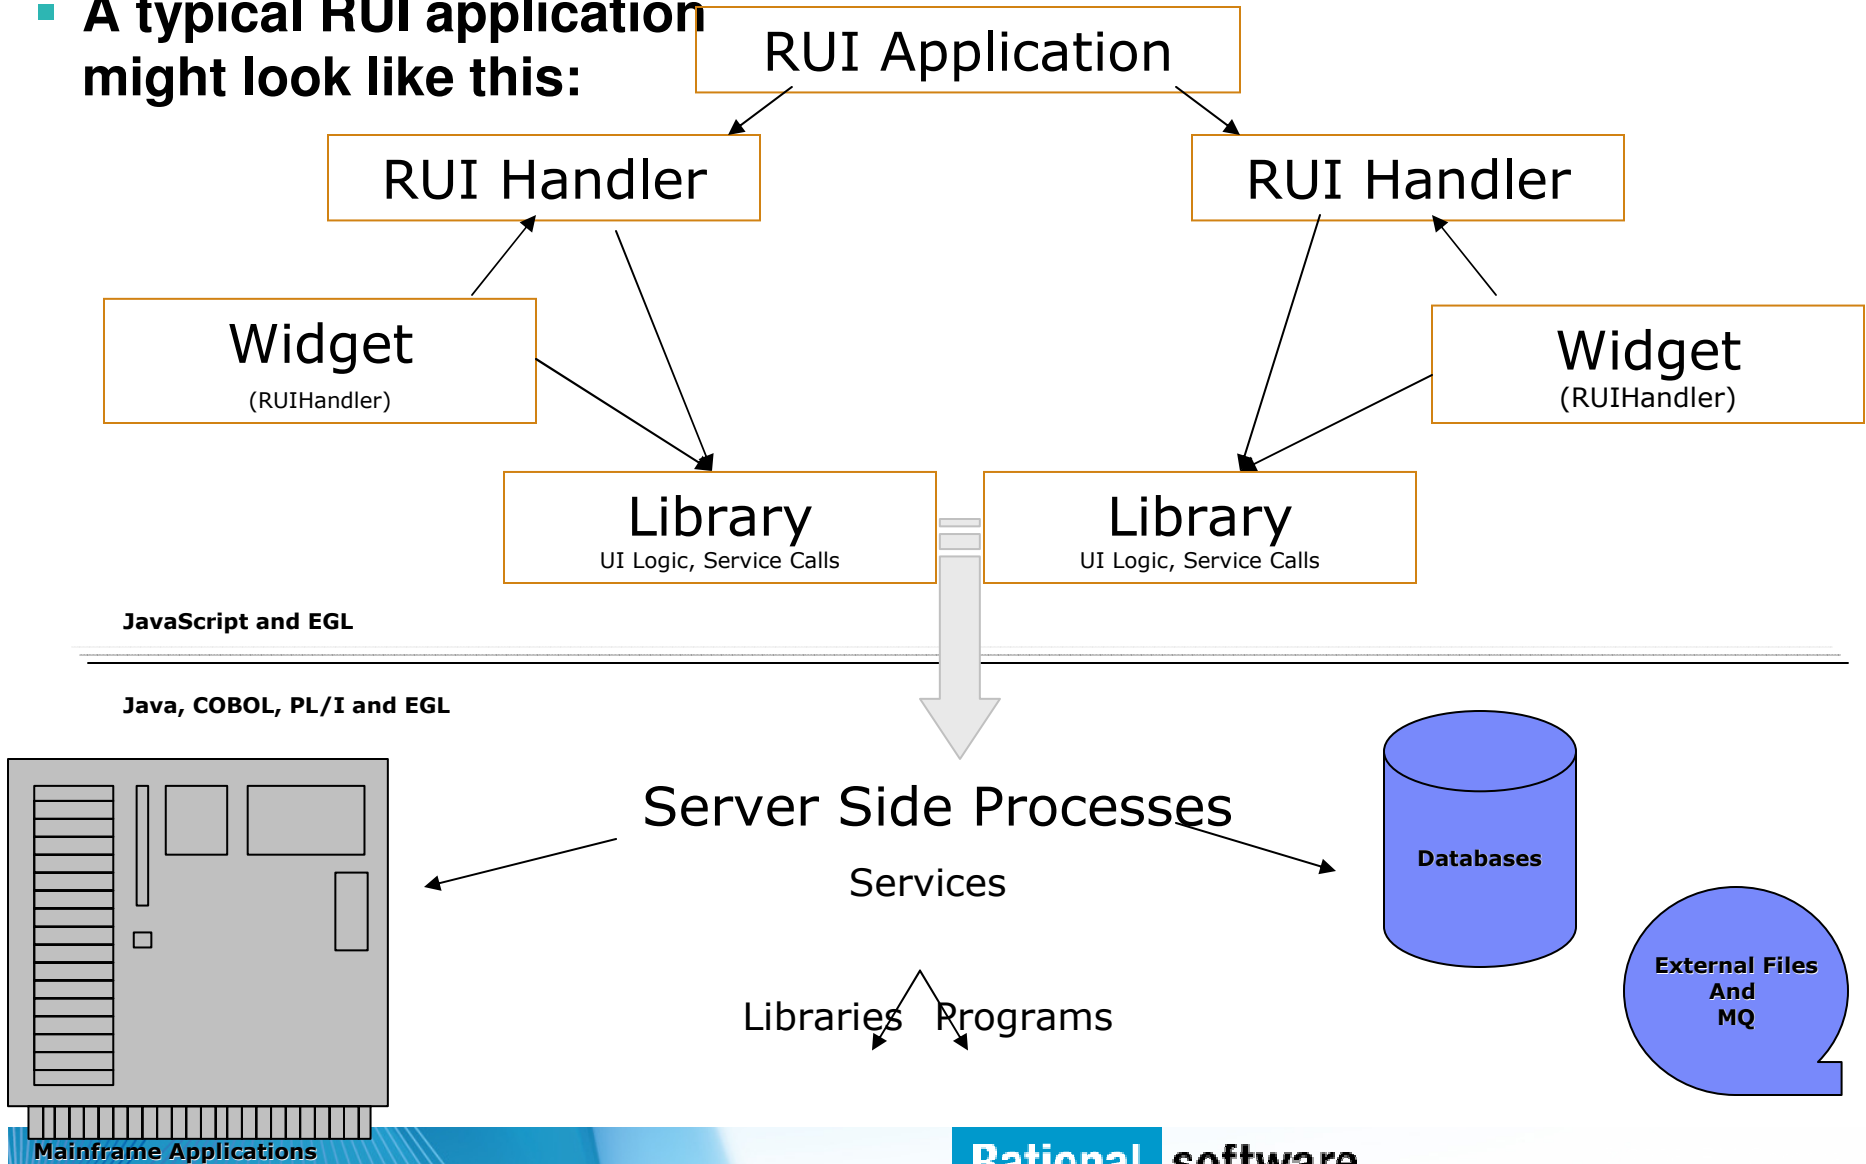 A typical RUI application
might look like this:
RUI Application
RUI Handler
RUI Handler
Widget
(RUIHandler)
Widget
(RUIHandler)
Library
UI Logic, Service Calls
Library
UI Logic, Service Calls
JavaScript and EGL
Java, COBOL, PL/I and EGL
Server Side Processes
Services
Libraries Programs
Databases
External Files
And
MQ
Mainframe Applications
Rational software